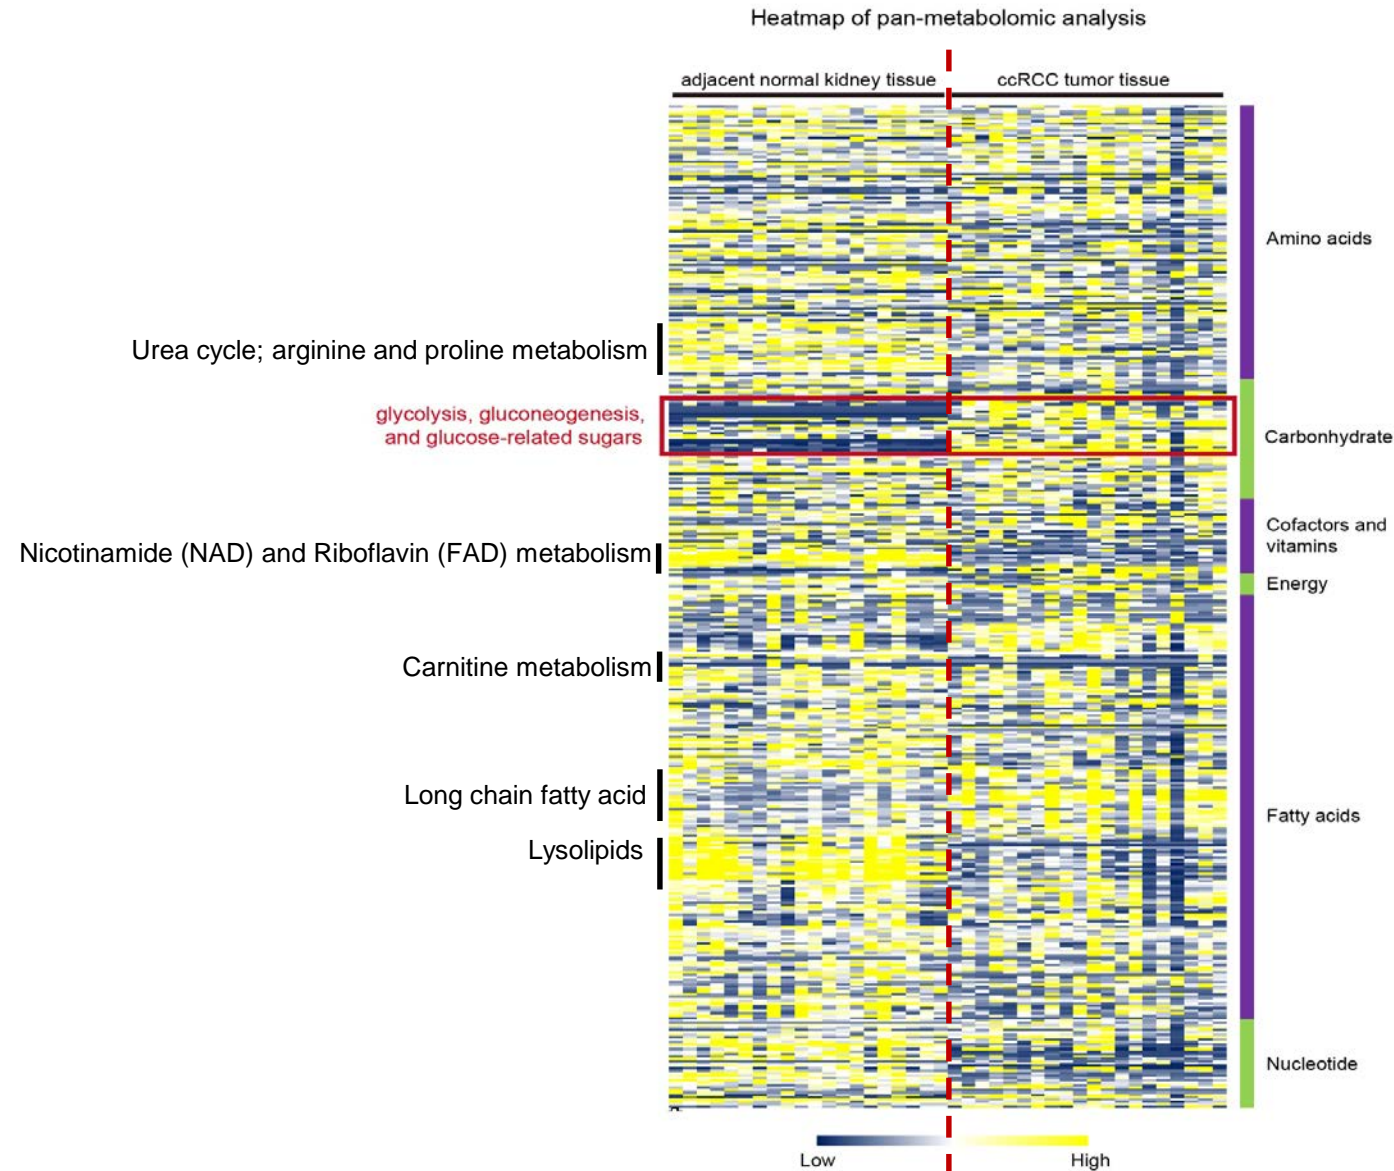 Heatmap of pan-metabolomic analysis
adjacent normal kidney tissue
ccRCC tumor tissue
Amino acids
Urea cycle; arginine and proline metabolism
glycolysis, gluconeogenesis,
and glucose-related sugars
Carbonhydrate
Cofactors and
vitamins
Nicotinamide (NAD) and Riboflavin (FAD) metabolism
Energy
Carnitine metabolism
Long chain fatty acid
Fatty acids
Lysolipids
Nucleotide
Low
High